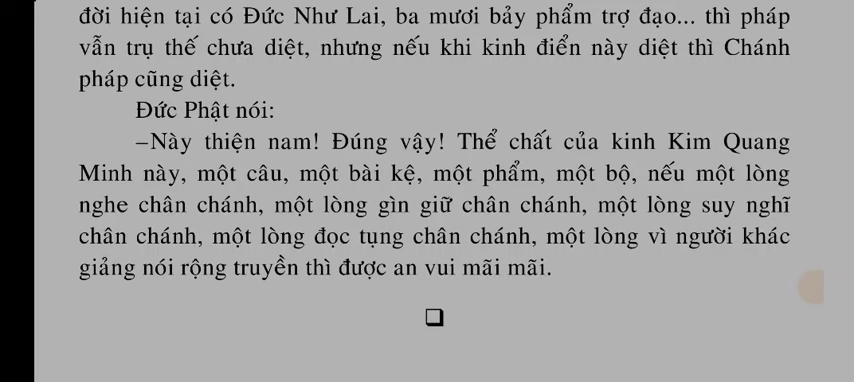 đời hiện tại có Đức Như Lai, ba mươi bảy phẩm trợ đạo... thì pháp
vẫn trụ thế chưa diệt, nhưng nếu khi kinh điển này diệt thì Chánh
pháp cũng diệt.
Đức Phật nói:
–Này thiện nam! Đúng vậy! Thể chất của kinh Kim Quang
Minh này, một câu, một bài kệ, một phẩm, một bộ, nếu một lòng
nghe chân chánh, một lòng gìn giữ chân chánh, một lòng suy nghĩ
chân chánh, một lòng đọc tụng chân chánh, một lòng vì người khác
giảng nói rộng truyền thì được an vui mãi mãi.